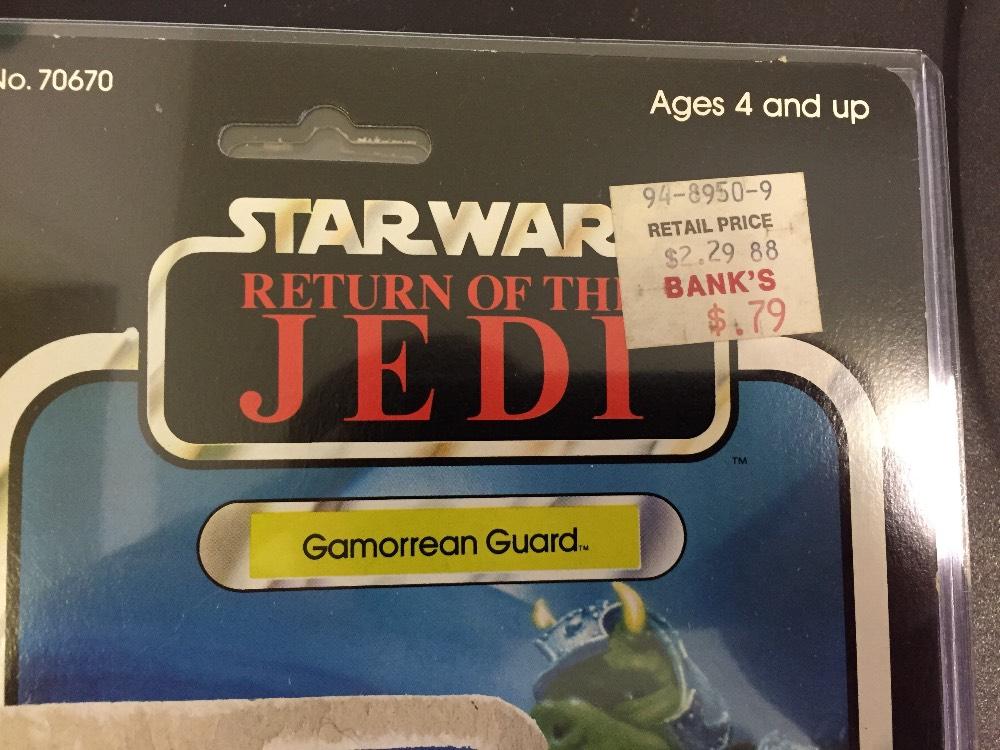 No. 70670
Ages 4 and up
94-8950-9
RETAIL PRICE
$2.29 88
BANK'S
$.79
STAR WAR
RETURN OF TH
JEDI
TM
Gamorrean Guard™